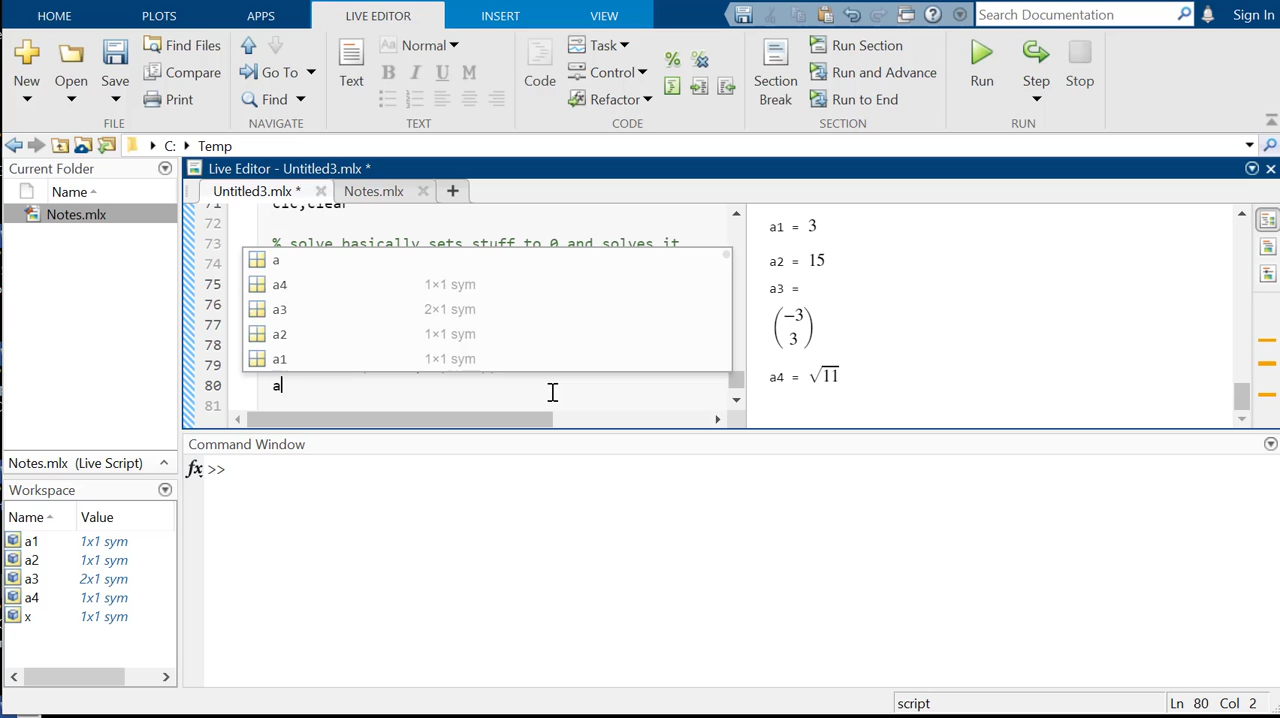 HOME PLOTS APPS LIVE EDITOR INSERT VIEW Search Documentation Sign In
Find Files Normal Task Run Section
New Open Save Compare Go To Text B I U M Code Control Section Break Run and Advance Run Step Stop
Print Find Refactor Run to End
FILE NAVIGATE TEXT CODE SECTION RUN
C: Temp
Current Folder
Live Editor - Untitled3.mlx *
Name
Untitled3.mlx * Notes.mlx
Notes.mlx
71 clc,clear
72
73 % solve basically sets stuff to 0 and solves it
74 a
75 a4 1×1 sym
76 a3 2×1 sym
77 a2 1×1 sym
78 a1 1×1 sym
79
80 a
81
a1 = 3
a2 = 15
a3 =
(−3
3)
a4 = √11
Command Window
fx >>
Notes.mlx (Live Script)
Workspace
Name Value
a1 1x1 sym
a2 1x1 sym
a3 2x1 sym
a4 1x1 sym
x 1x1 sym
script Ln 80 Col 2